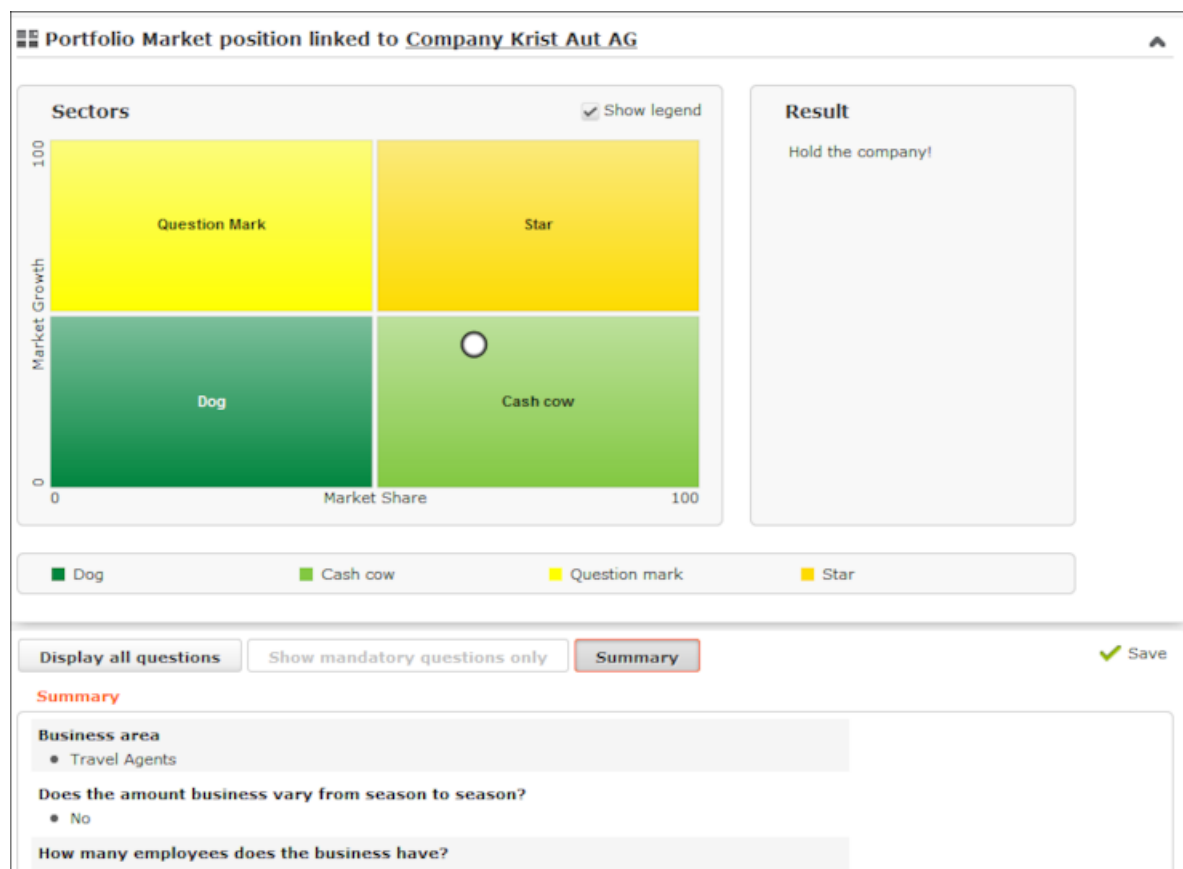 Portfolio Market position linked to Company Krist Aut AG
Sectors
Show legend
100
Market Growth
0
Question Mark
Star
Dog
Cash cow
0
Market Share
100
Result
Hold the company!
Dog
Cash cow
Question mark
Star
Display all questions
Show mandatory questions only
Summary
Save
Summary
Business area
Travel Agents
Does the amount business vary from season to season?
No
How many employees does the business have?